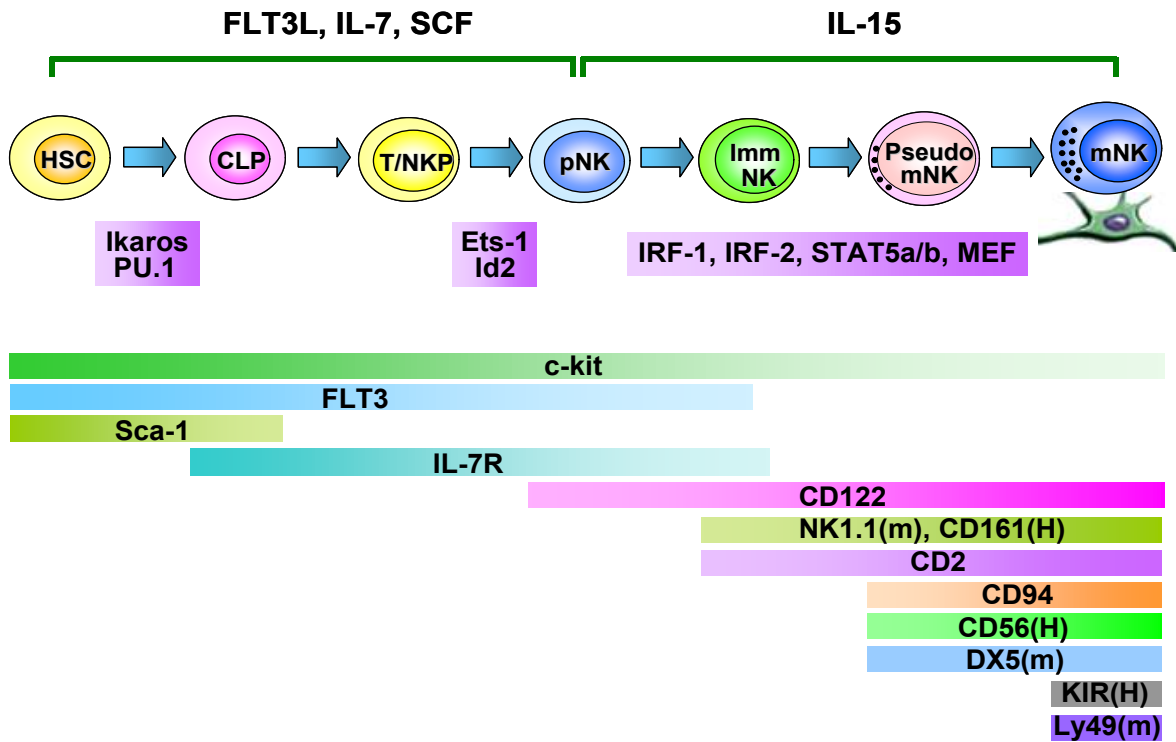 FLT3L, IL-7, SCF
IL-15
HSC
CLP
T/NKP
pNK
Imm
NK
Pseudo
mNK
mNK
Ikaros
PU.1
Ets-1
Id2
IRF-1, IRF-2, STAT5a/b, MEF
c-kit
FLT3
Sca-1
IL-7R
CD122
NK1.1(m), CD161(H)
CD2
CD94
CD56(H)
DX5(m)
KIR(H)
Ly49(m)